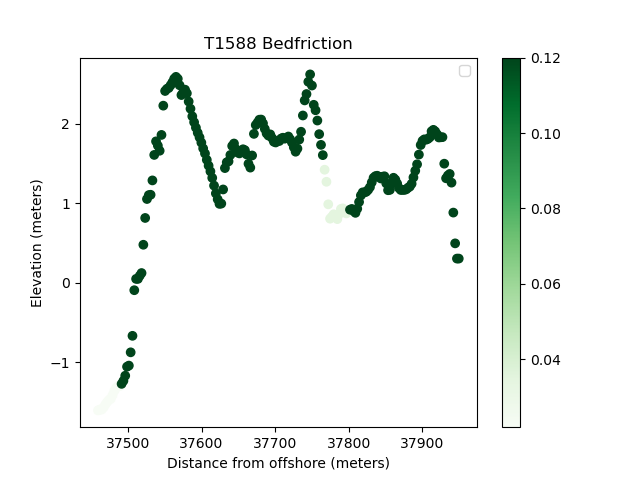 T1588 Bedfriction
Elevation (meters)
2
1
0
−1
37500 37600 37700 37800 37900
Distance from offshore (meters)
0.12
0.10
0.08
0.06
0.04